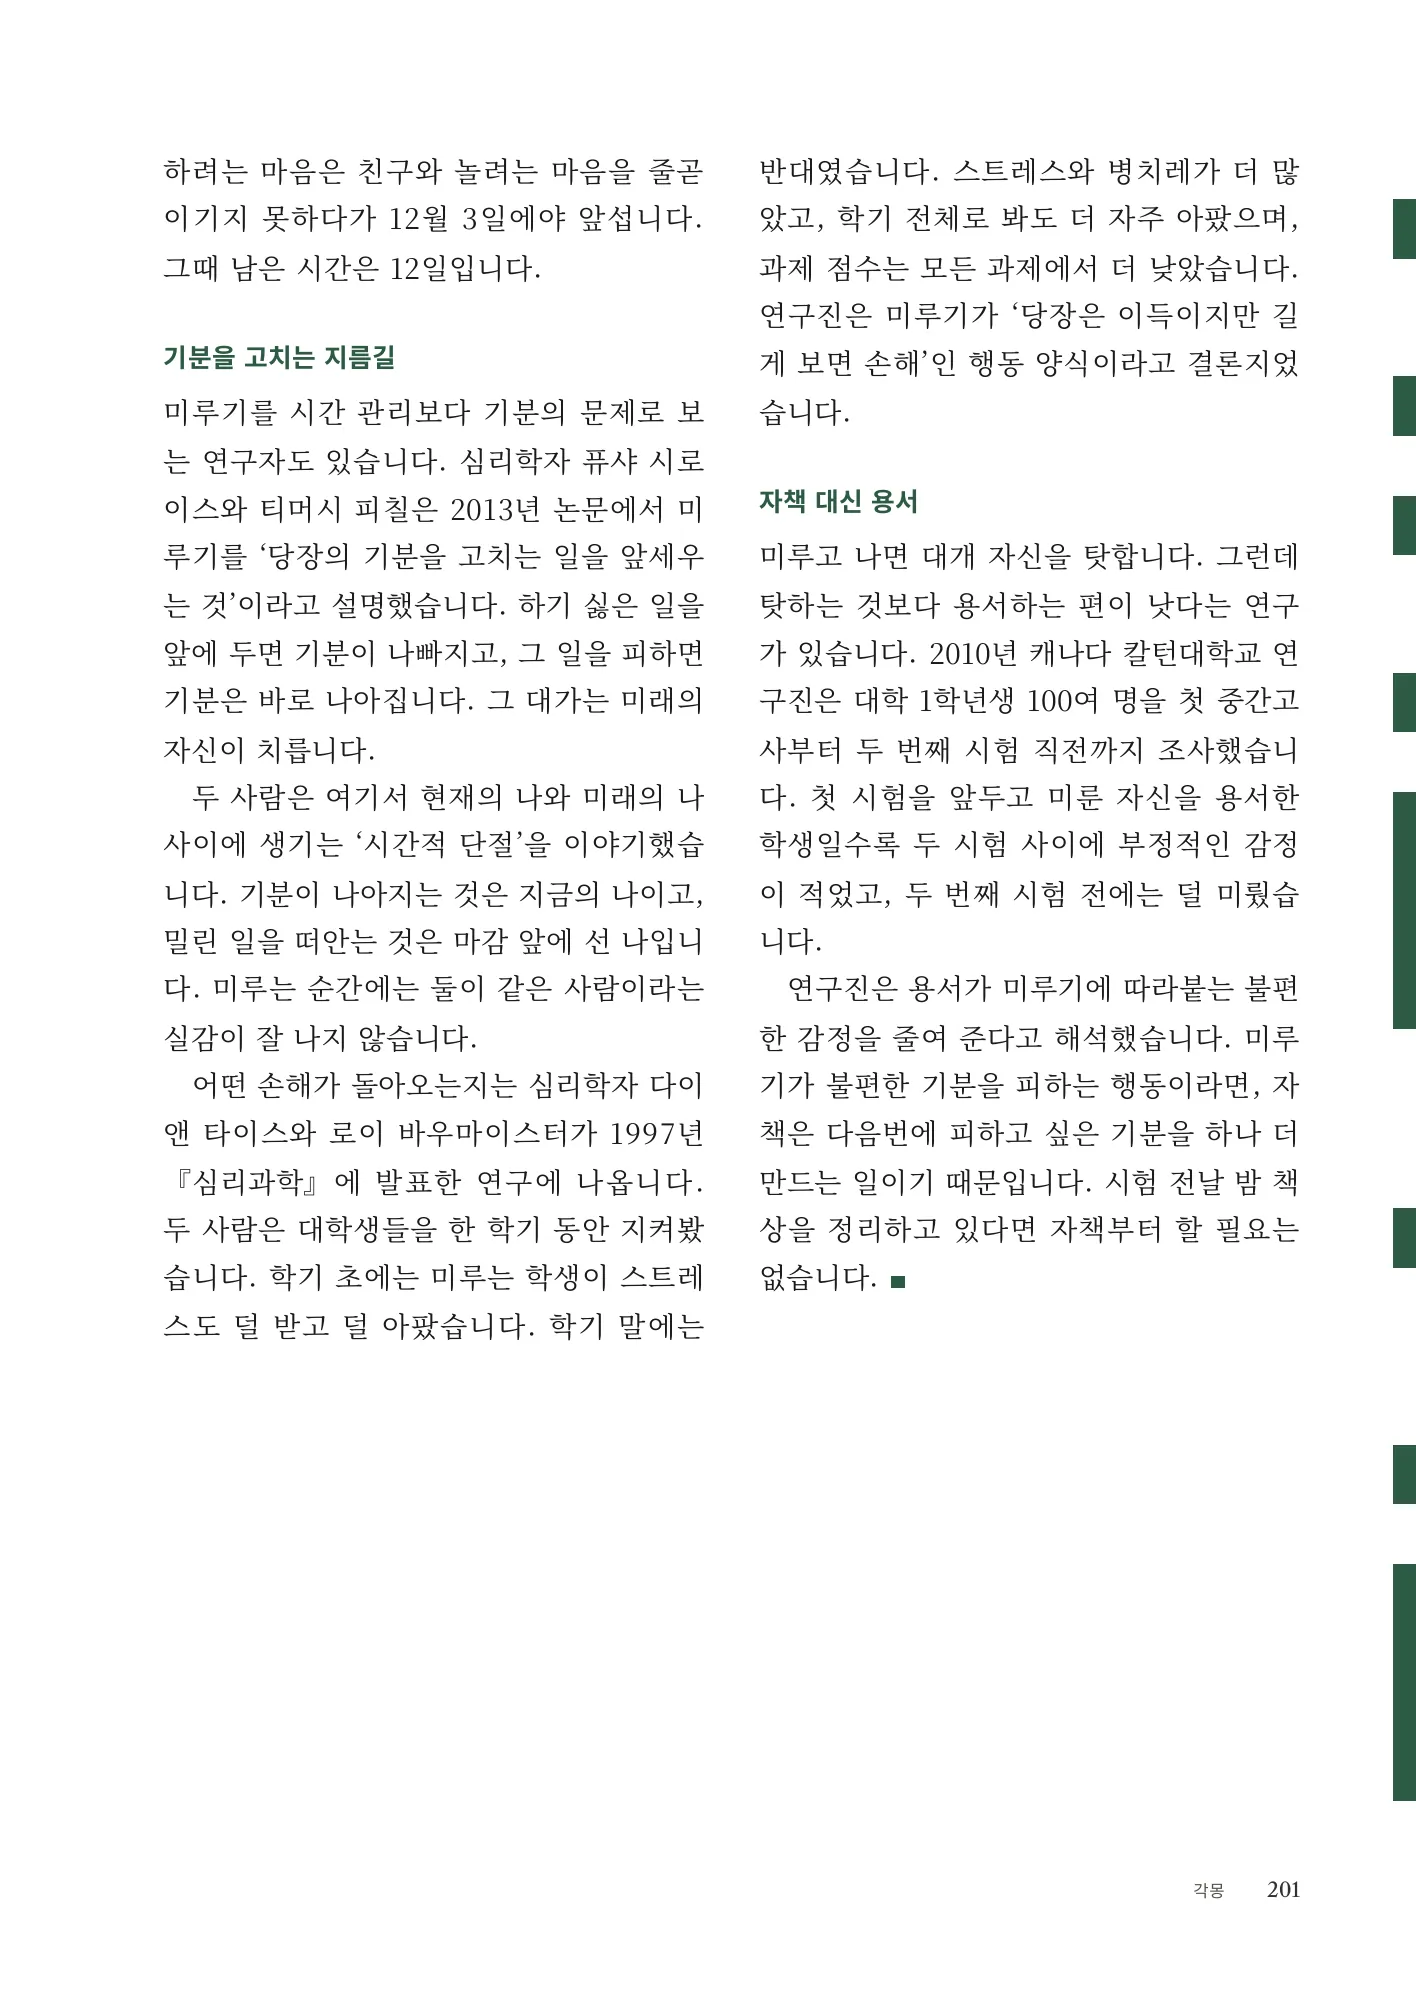 하려는 마음은 친구와 놀려는 마음을 줄곧
이기지 못하다가 12월 3일에야 앞섭니다.
그때 남은 시간은 12일입니다.
기분을 고치는 지름길
미루기를 시간 관리보다 기분의 문제로 보
는 연구자도 있습니다. 심리학자 퓨샤 시로
이스와 티머시 피칠은 2013년 논문에서 미
루기를 ‘당장의 기분을 고치는 일을 앞세우
는 것’이라고 설명했습니다. 하기 싫은 일을
앞에 두면 기분이 나빠지고, 그 일을 피하면
기분은 바로 나아집니다. 그 대가는 미래의
자신이 치릅니다.
두 사람은 여기서 현재의 나와 미래의 나
사이에 생기는 ‘시간적 단절’을 이야기했습
니다. 기분이 나아지는 것은 지금의 나이고,
밀린 일을 떠안는 것은 마감 앞에 선 나입니
다. 미루는 순간에는 둘이 같은 사람이라는
실감이 잘 나지 않습니다.
어떤 손해가 돌아오는지는 심리학자 다이
앤 타이스와 로이 바우마이스터가 1997년
『심리과학』에 발표한 연구에 나옵니다.
두 사람은 대학생들을 한 학기 동안 지켜봤
습니다. 학기 초에는 미루는 학생이 스트레
스도 덜 받고 덜 아팠습니다. 학기 말에는
반대였습니다. 스트레스와 병치레가 더 많
았고, 학기 전체로 봐도 더 자주 아팠으며,
과제 점수는 모든 과제에서 더 낮았습니다.
연구진은 미루기가 ‘당장은 이득이지만 길
게 보면 손해’인 행동 양식이라고 결론지었
습니다.
자책 대신 용서
미루고 나면 대개 자신을 탓합니다. 그런데
탓하는 것보다 용서하는 편이 낫다는 연구
가 있습니다. 2010년 캐나다 칼턴대학교 연
구진은 대학 1학년생 100여 명을 첫 중간고
사부터 두 번째 시험 직전까지 조사했습니
다. 첫 시험을 앞두고 미룬 자신을 용서한
학생일수록 두 시험 사이에 부정적인 감정
이 적었고, 두 번째 시험 전에는 덜 미뤘습
니다.
연구진은 용서가 미루기에 따라붙는 불편
한 감정을 줄여 준다고 해석했습니다. 미루
기가 불편한 기분을 피하는 행동이라면, 자
책은 다음번에 피하고 싶은 기분을 하나 더
만드는 일이기 때문입니다. 시험 전날 밤 책
상을 정리하고 있다면 자책부터 할 필요는
없습니다.
각몽 201